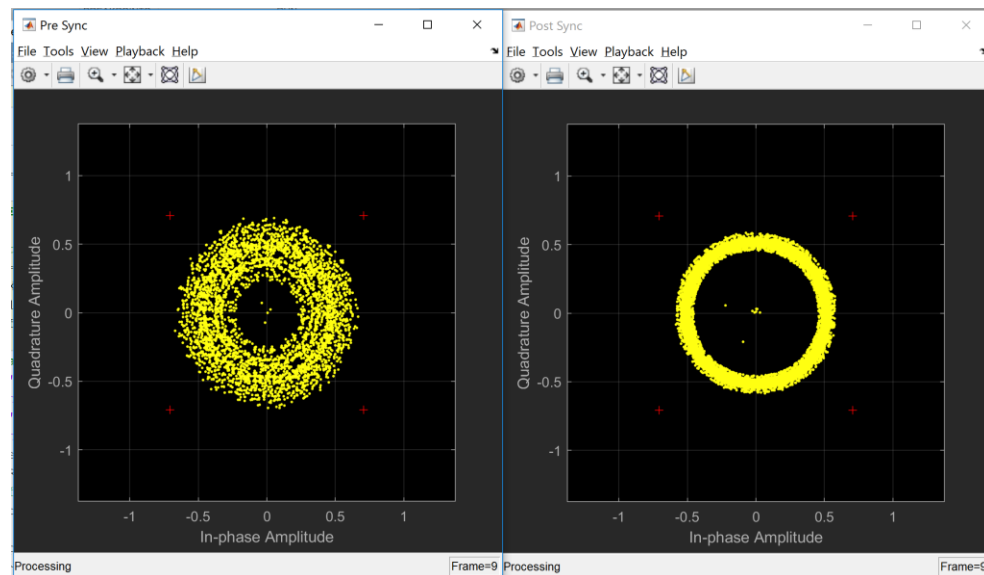 Pre Sync
File Tools View Playback Help
Quadrature Amplitude
1
0.5
0
-0.5
-1
-1 -0.5 0 0.5 1
In-phase Amplitude
Processing Frame=9
Post Sync
File Tools View Playback Help
Quadrature Amplitude
1
0.5
0
-0.5
-1
-1 -0.5 0 0.5 1
In-phase Amplitude
Processing Frame=9